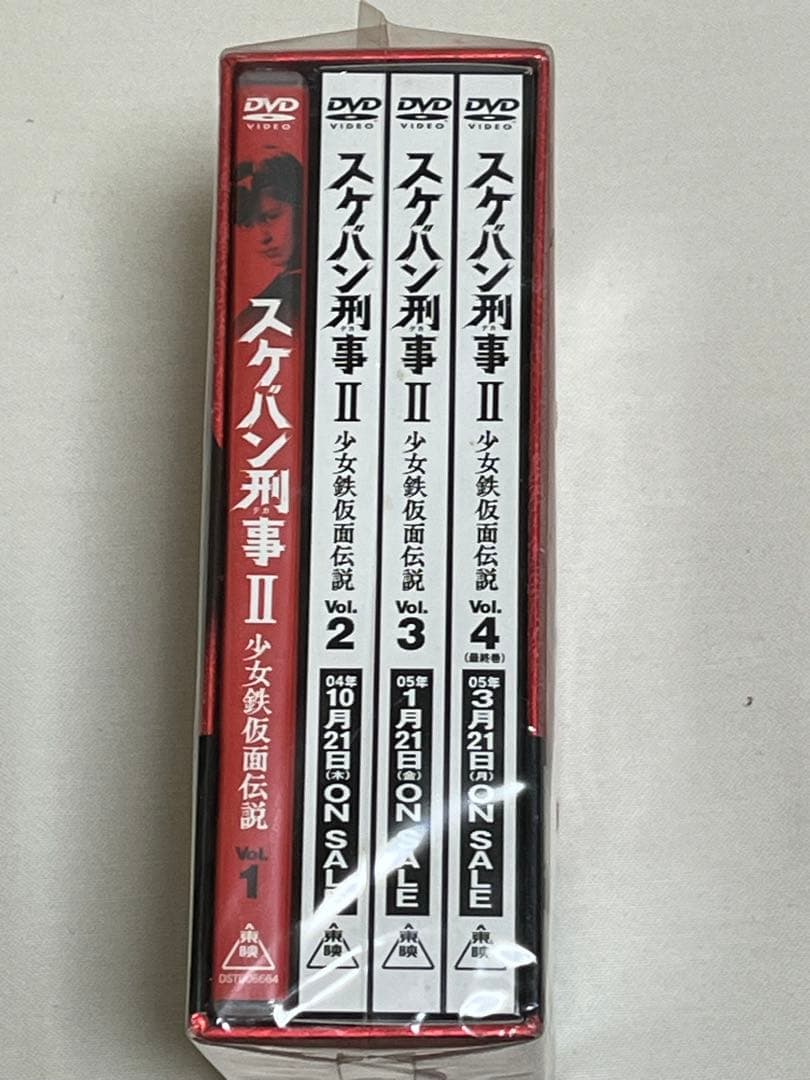 DVD
VIDEO
スケバン刑事
デカ
II
少女鉄仮面伝説
Vol.
1
東映
DVD
VIDEO
スケバン刑事
デカ
II
少女鉄仮面伝説
Vol.
2
04年
10月21日(木)ON SALE
東映
DVD
VIDEO
スケバン刑事
デカ
II
少女鉄仮面伝説
Vol.
3
05年
1月21日(金)ON SALE
東映
DVD
VIDEO
スケバン刑事
デカ
II
少女鉄仮面伝説
Vol.
4
(最終巻)
05年
3月21日(月)ON SALE
東映